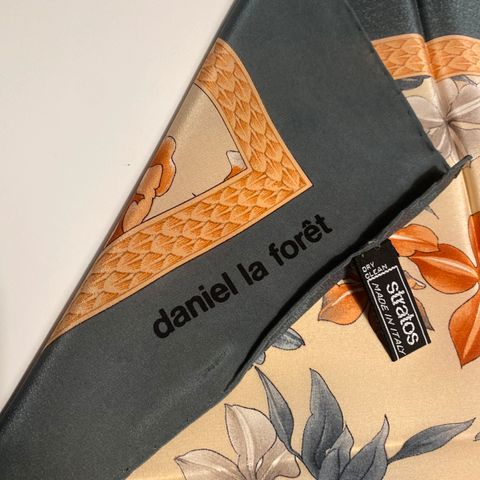 daniel la forêt
DRY
CLEAN
stratos
MADE IN ITALY